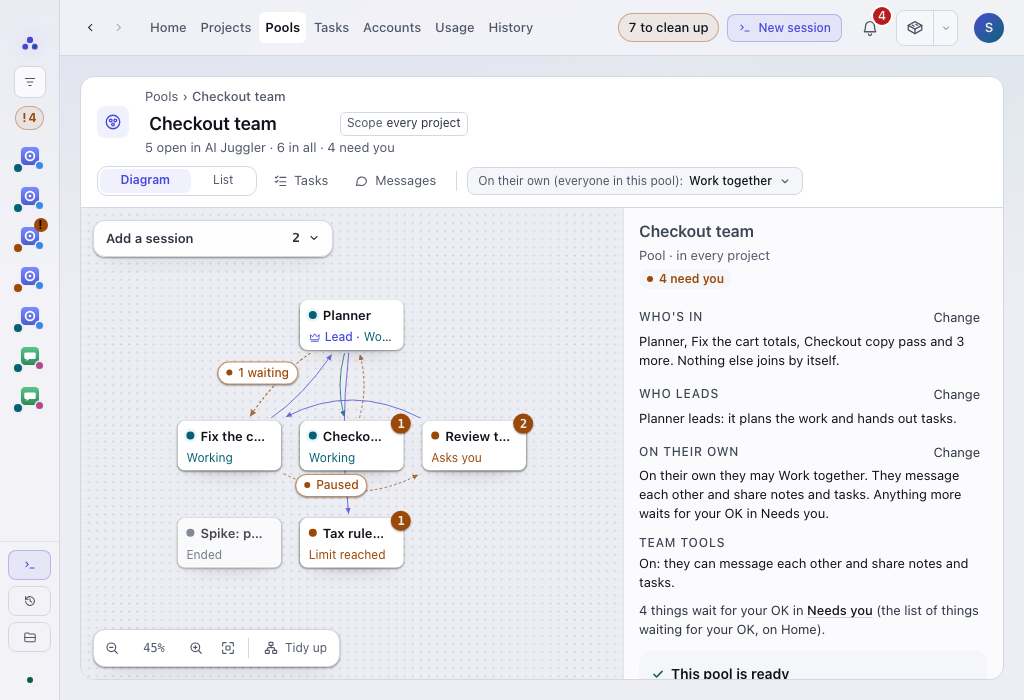 Home Projects Pools Tasks Accounts Usage History
7 to clean up
New session
4
S
! 4
!
Pools › Checkout team
Checkout team
Scope every project
5 open in AI Juggler · 6 in all · 4 need you
Diagram List Tasks Messages
On their own (everyone in this pool): Work together
Add a session 2
Planner
Lead · Wo...
1 waiting
Fix the c...
Working
1
Checko...
Working
2
Review t...
Asks you
Paused
Spike: p...
Ended
1
Tax rule...
Limit reached
45%
Tidy up
Checkout team
Pool · in every project
4 need you
WHO'S IN
Change
Planner, Fix the cart totals, Checkout copy pass and 3
more. Nothing else joins by itself.
WHO LEADS
Change
Planner leads: it plans the work and hands out tasks.
ON THEIR OWN
Change
On their own they may Work together. They message
each other and share notes and tasks. Anything more
waits for your OK in Needs you.
TEAM TOOLS
On: they can message each other and share notes and
tasks.
4 things wait for your OK in Needs you (the list of things
waiting for your OK, on Home).
This pool is ready